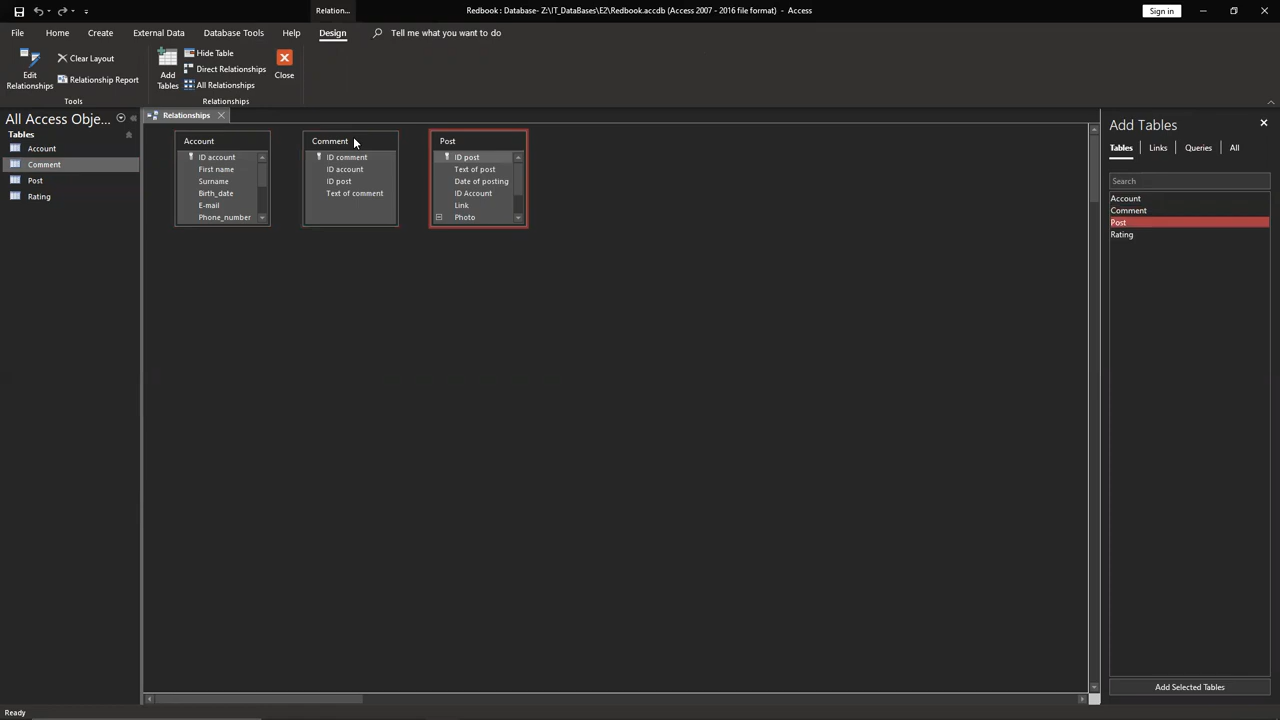 Relation...
Redbook : Database- Z:\IT_DataBases\E2\Redbook.accdb (Access 2007 - 2016 file format) - Access
Sign in
File
Home
Create
External Data
Database Tools
Help
Design
Tell me what you want to do
Edit
Relationships
Clear Layout
Relationship Report
Tools
Add
Tables
Hide Table
Direct Relationships
All Relationships
Relationships
Close
All Access Obje...
Tables
Account
Comment
Post
Rating
Relationships
Account
ID account
First name
Surname
Birth_date
E-mail
Phone_number
Comment
ID comment
ID account
ID post
Text of comment
Post
ID post
Text of post
Date of posting
ID Account
Link
Photo
Add Tables
Tables
Links
Queries
All
Search
Account
Comment
Post
Rating
Add Selected Tables
Ready